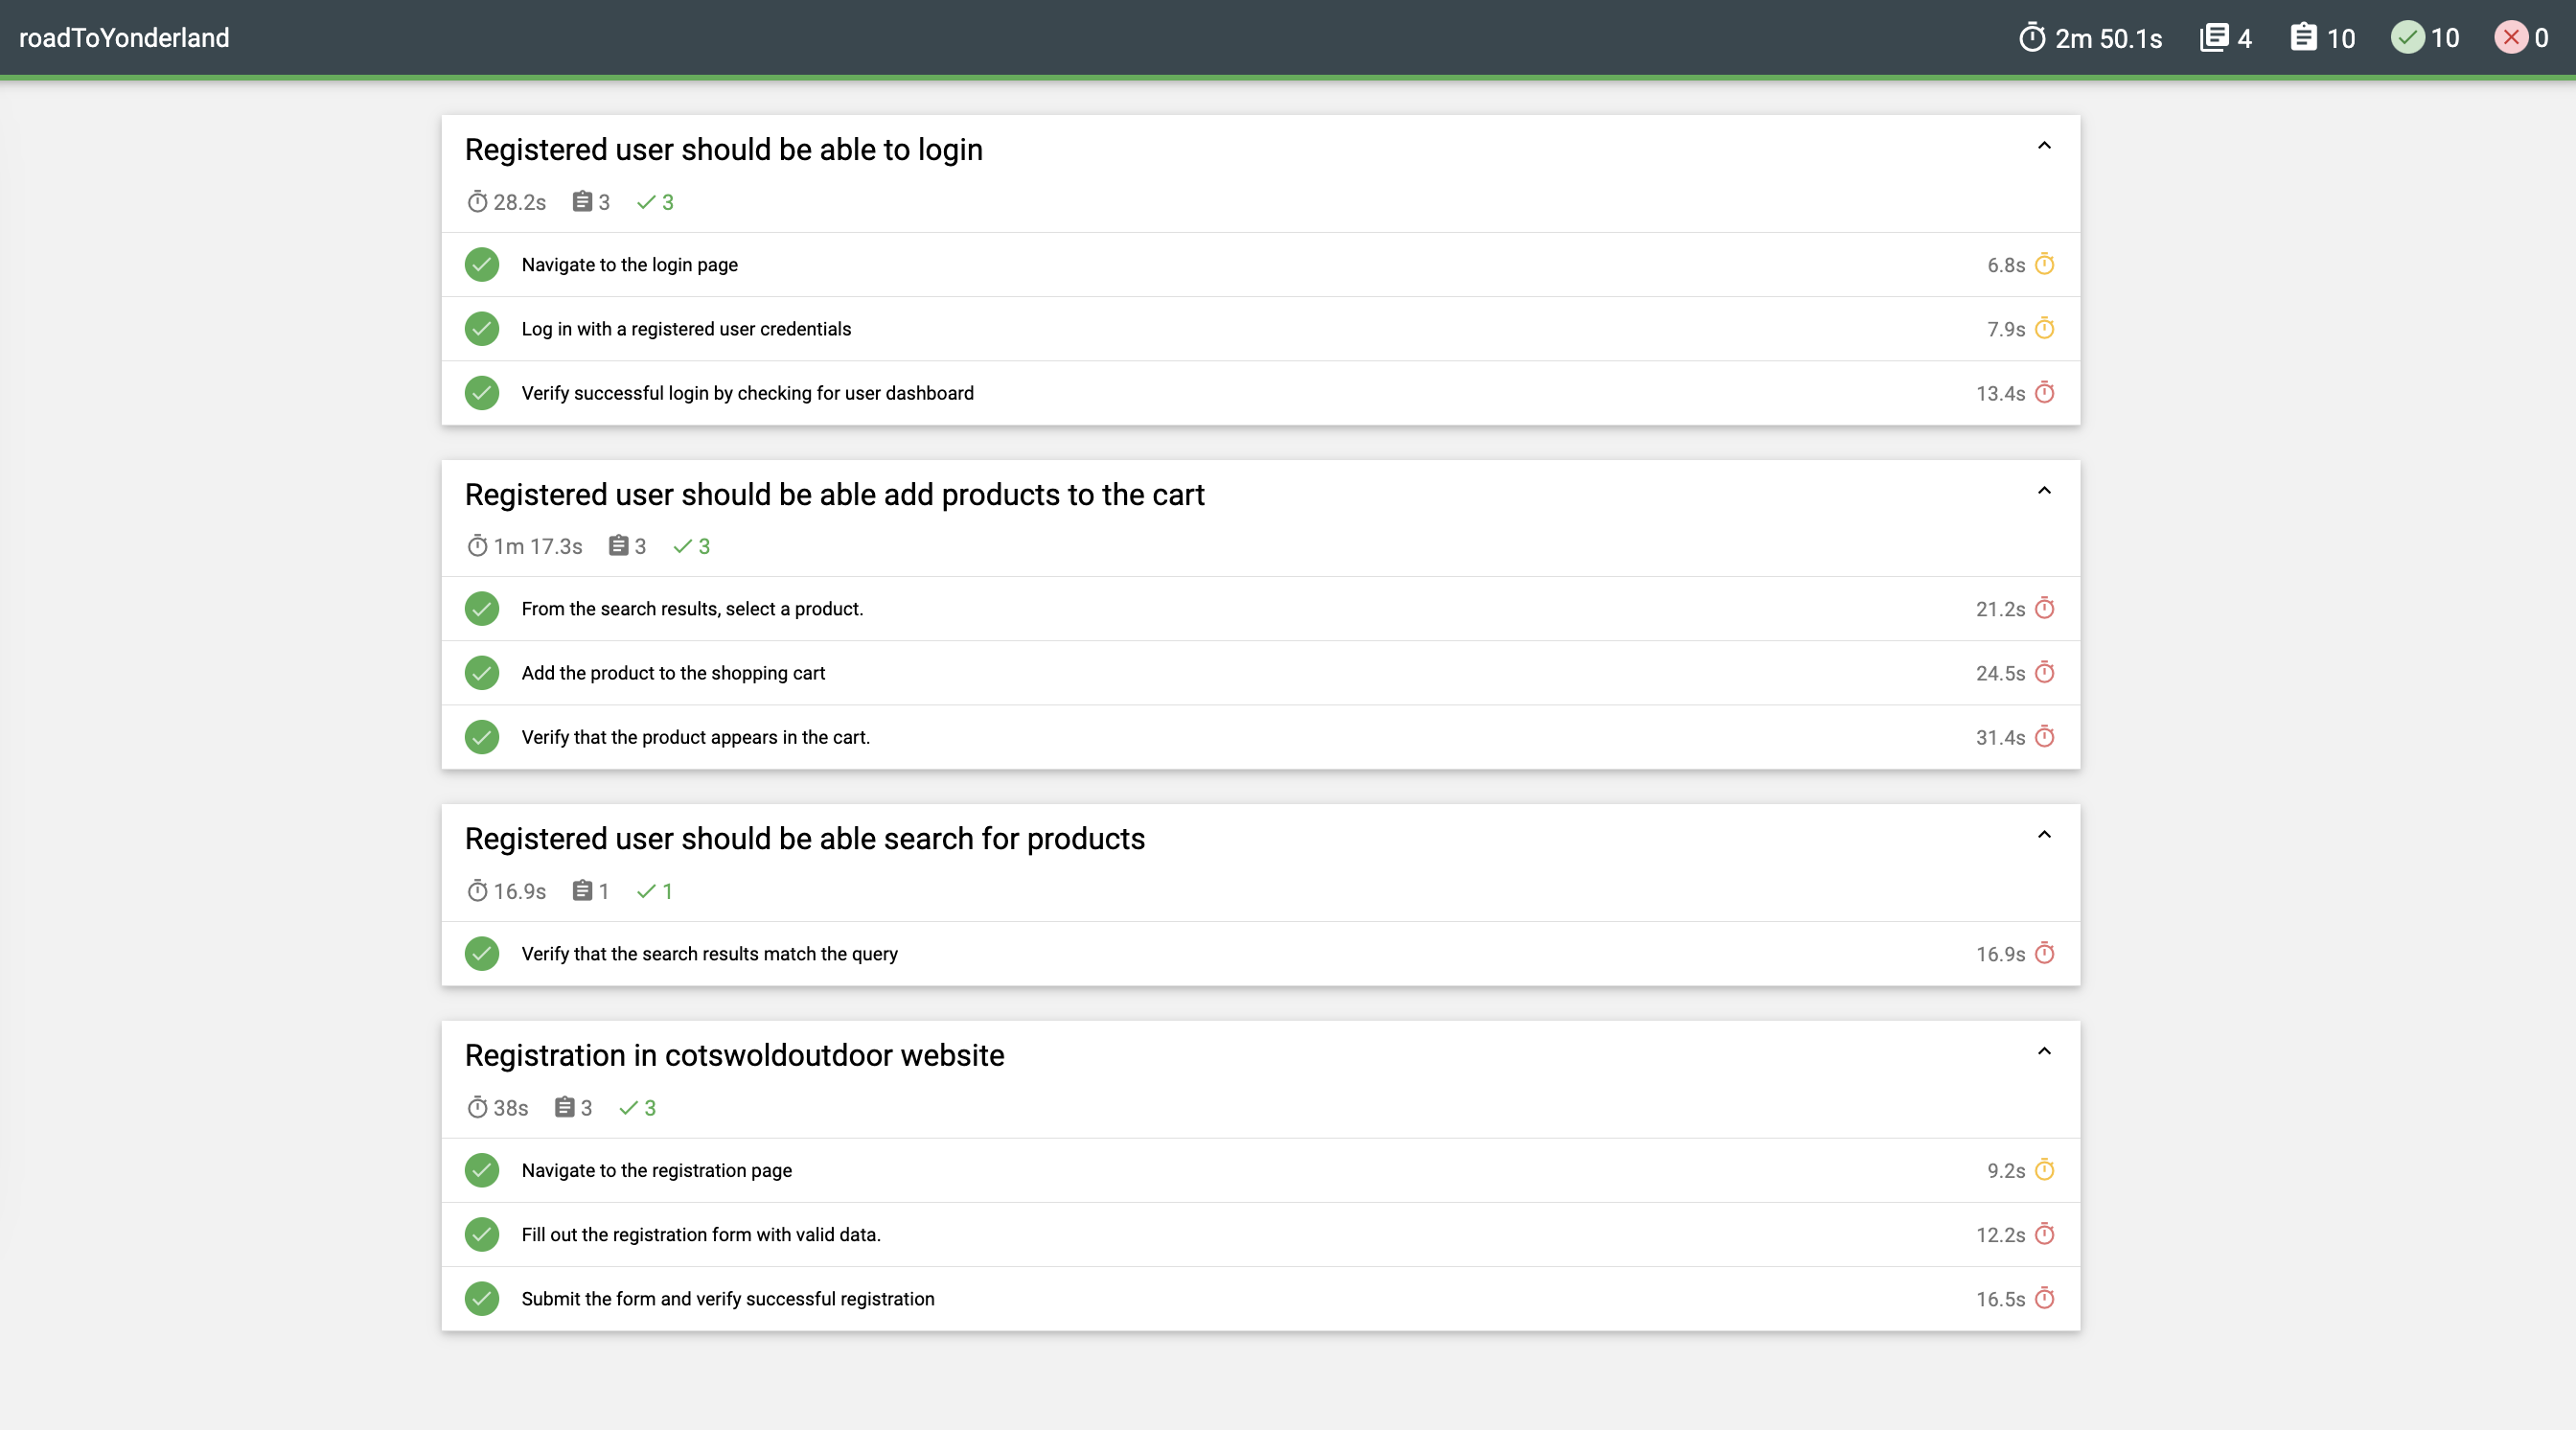 roadToYonderland 2m 50.1s 4 10 10 0
Registered user should be able to login
28.2s 3 3
Navigate to the login page 6.8s
Log in with a registered user credentials 7.9s
Verify successful login by checking for user dashboard 13.4s
Registered user should be able add products to the cart
1m 17.3s 3 3
From the search results, select a product. 21.2s
Add the product to the shopping cart 24.5s
Verify that the product appears in the cart. 31.4s
Registered user should be able search for products
16.9s 1 1
Verify that the search results match the query 16.9s
Registration in cotswoldoutdoor website
38s 3 3
Navigate to the registration page 9.2s
Fill out the registration form with valid data. 12.2s
Submit the form and verify successful registration 16.5s